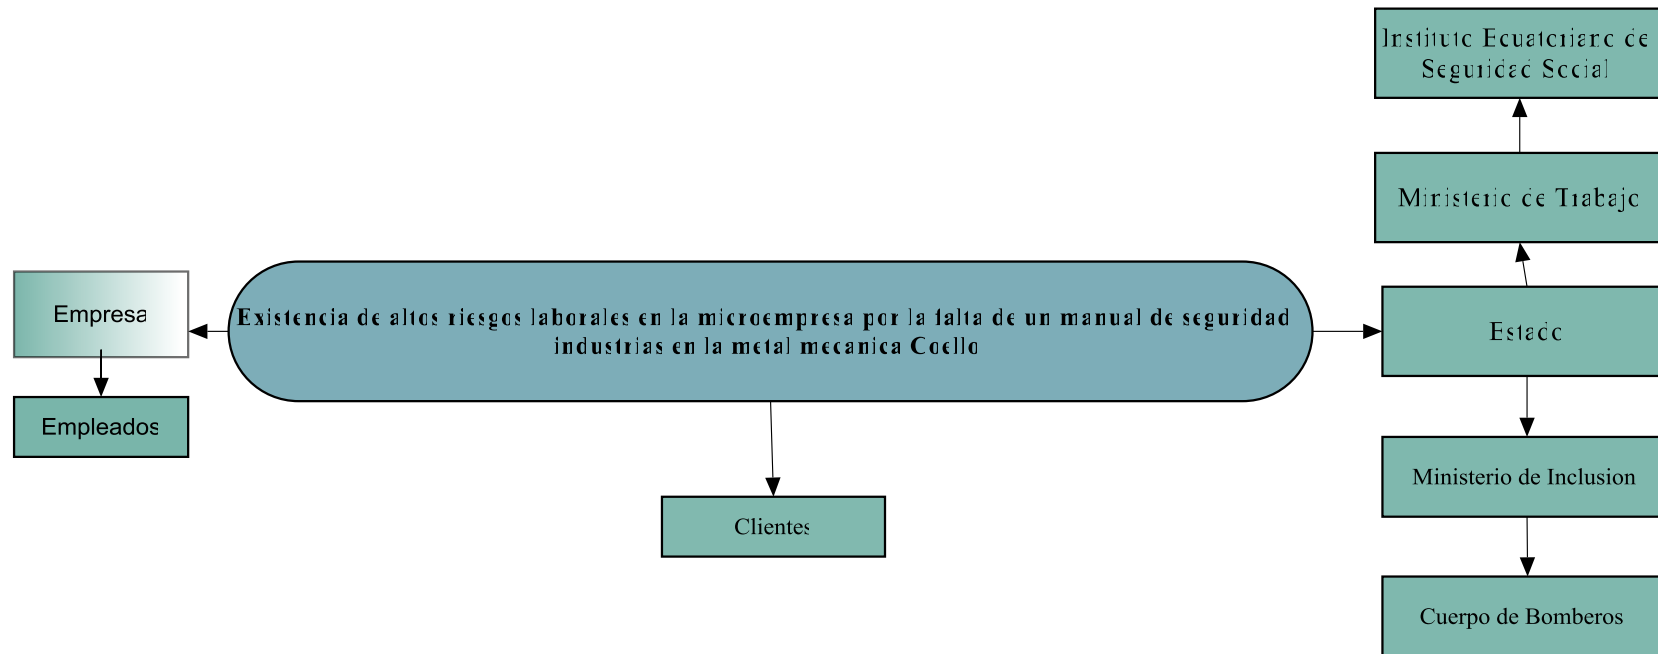 Instituto Ecuatoriano de
Seguridad Social
Ministerio de Trabajo
Empresa
Existencia de altos riesgos laborales en la microempresa por la falta de un manual de seguridad
industrias en la metal mecanica Coello
Estado
Empleados
Ministerio de Inclusion
Clientes
Cuerpo de Bomberos